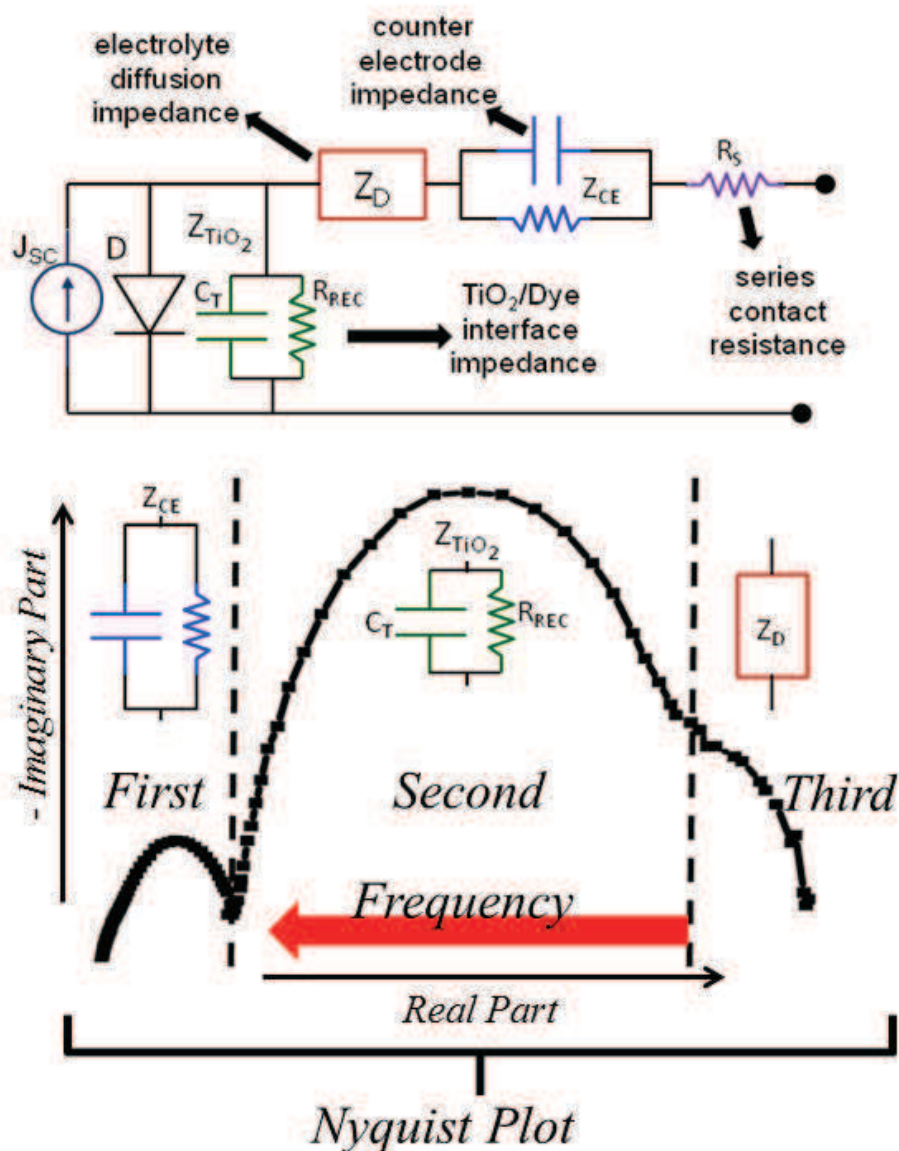 electrolyte
diffusion
impedance
counter
electrode
impedance
Z_D
Z_CE
R_S
J_SC
D
Z_TiO₂
C_T
R_REC
TiO₂/Dye
interface
impedance
series
contact
resistance
- Imaginary Part
Z_CE
Z_TiO₂
C_T
R_REC
Z_D
First
Second
Third
Frequency
Real Part
Nyquist Plot